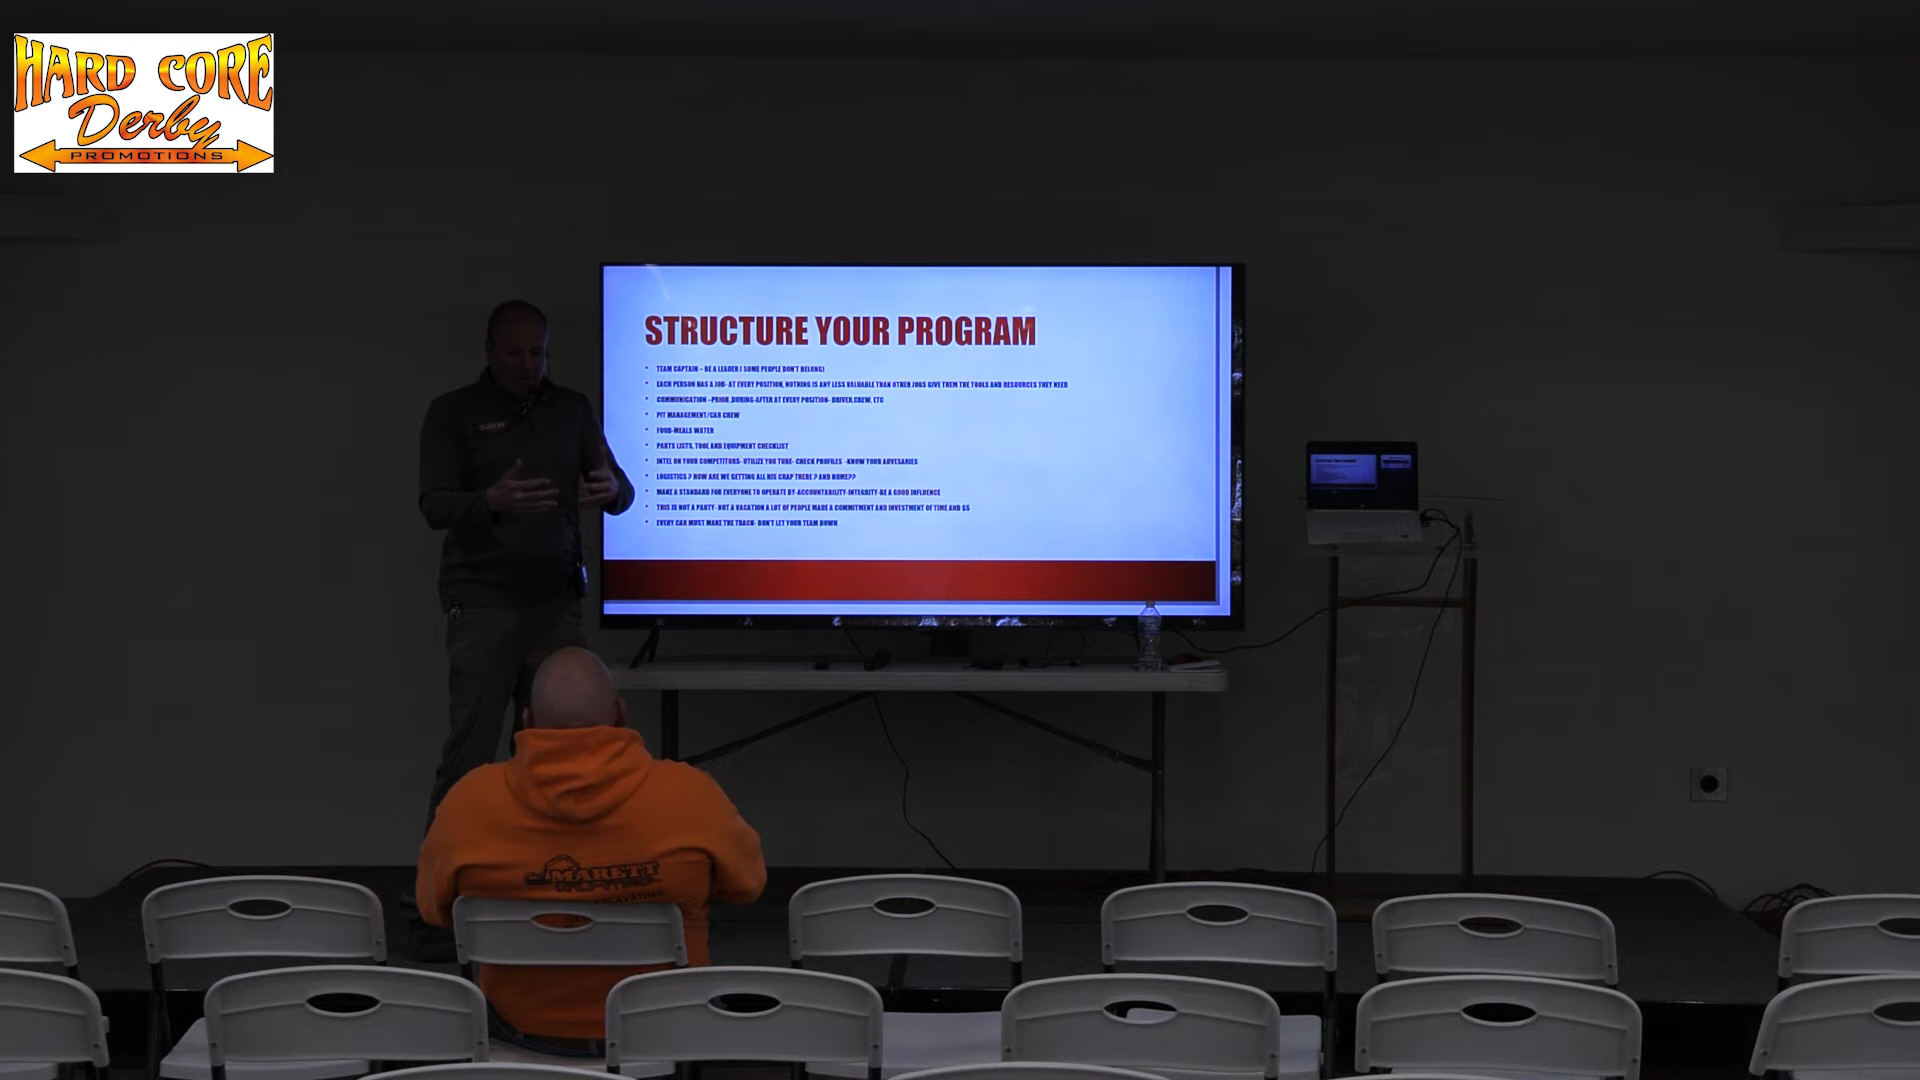 HARD CORE
Derby
PROMOTIONS
STRUCTURE YOUR PROGRAM
TEAM CAPTAIN – BE A LEADER ( SOME PEOPLE DON'T BELONG)
EACH PERSON HAS A JOB- AT EVERY POSITION, NOTHING IS ANY LESS VALUABLE THAN OTHER JOBS GIVE THEM THE TOOLS AND RESOURCES THEY NEED
COMMUNICATION –PRIOR ,DURING-AFTER AT EVERY POSITION- DRIVER,CREW, ETC
PIT MANAGEMENT/CAR CREW
FOOD-MEALS WATER
PARTS LISTS, TOOL AND EQUIPMENT CHECKLIST
INTEL ON YOUR COMPETITORS- UTILIZE YOU TUBE- CHECK PROFILES -KNOW YOUR ADVESARIES
LOGISTICS ? HOW ARE WE GETTING ALL HIS CRAP THERE ? AND HOME??
MAKE A STANDARD FOR EVERYONE TO OPERATE BY-ACCOUNTABILITY-INTEGRITY-BE A GOOD INFLUENCE
THIS IS NOT A PARTY- NOT A VACATION A LOT OF PEOPLE MADE A COMMITMENT AND INVESTMENT OF TIME AND $$
EVERY CAR MUST MAKE THE TRACK- DON'T LET YOUR TEAM DOWN
MARETT
EXCAVATING